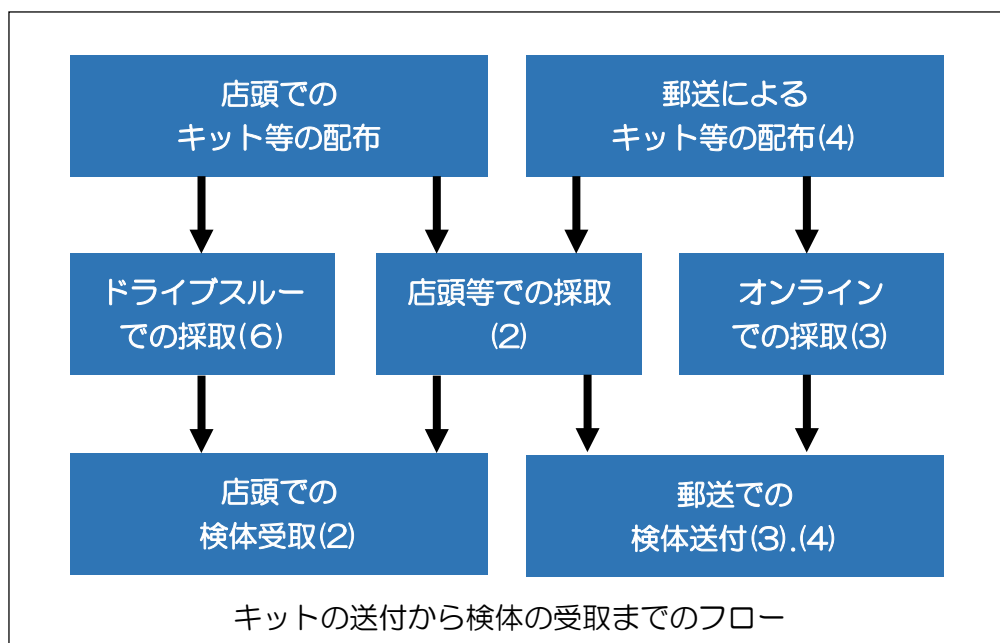 店頭での
キット等の配布
郵送による
キット等の配布(4)
ドライブスルー
での採取(6)
店頭等での採取
(2)
オンライン
での採取(3)
店頭での
検体受取(2)
郵送での
検体送付(3).(4)
キットの送付から検体の受取までのフロー